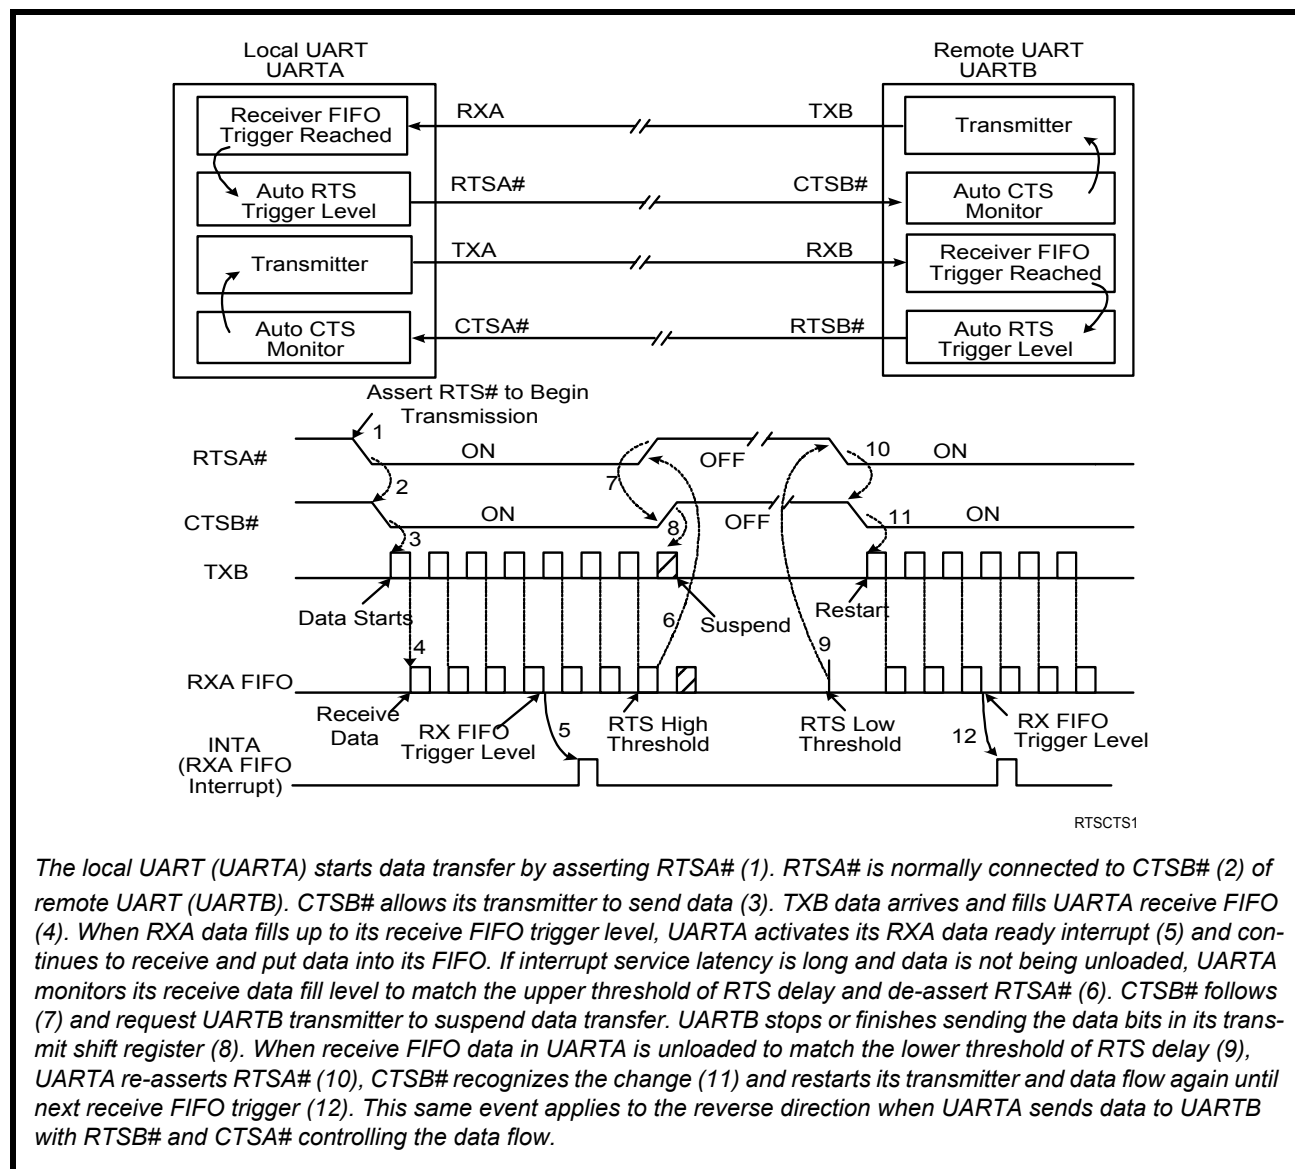 Local UART
UARTA
Remote UART
UARTB
Receiver FIFO
Trigger Reached
RXA
TXB
Transmitter
Auto RTS
Trigger Level
RTSA#
CTSB#
Auto CTS
Monitor
Transmitter
TXA
RXB
Receiver FIFO
Trigger Reached
Auto CTS
Monitor
CTSA#
RTSB#
Auto RTS
Trigger Level
Assert RTS# to Begin
Transmission
1
RTSA#
ON
OFF
10
ON
2
7
CTSB#
ON
8
OFF
11
ON
3
TXB
Data Starts
6
Suspend
Restart
4
9
RXA FIFO
Receive
Data
RX FIFO
Trigger Level
5
RTS High
Threshold
RTS Low
Threshold
12
RX FIFO
Trigger Level
INTA
(RXA FIFO
Interrupt)
RTSCTS1
The local UART (UARTA) starts data transfer by asserting RTSA# (1). RTSA# is normally connected to CTSB# (2) of
remote UART (UARTB). CTSB# allows its transmitter to send data (3). TXB data arrives and fills UARTA receive FIFO
(4). When RXA data fills up to its receive FIFO trigger level, UARTA activates its RXA data ready interrupt (5) and con-
tinues to receive and put data into its FIFO. If interrupt service latency is long and data is not being unloaded, UARTA
monitors its receive data fill level to match the upper threshold of RTS delay and de-assert RTSA# (6). CTSB# follows
(7) and request UARTB transmitter to suspend data transfer. UARTB stops or finishes sending the data bits in its trans-
mit shift register (8). When receive FIFO data in UARTA is unloaded to match the lower threshold of RTS delay (9),
UARTA re-asserts RTSA# (10), CTSB# recognizes the change (11) and restarts its transmitter and data flow again until
next receive FIFO trigger (12). This same event applies to the reverse direction when UARTA sends data to UARTB
with RTSB# and CTSA# controlling the data flow.